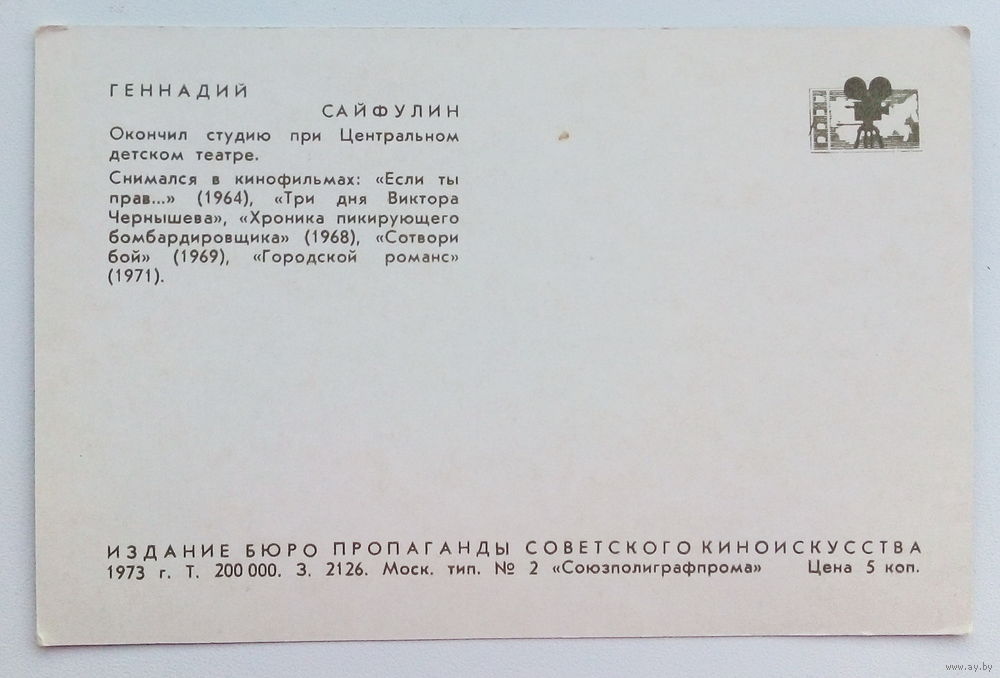 ГЕННАДИЙ
САЙФУЛИН
Окончил студию при Центральном
детском театре.
Снимался в кинофильмах: «Если ты
прав...» (1964), «Три дня Виктора
Чернышева», «Хроника пикирующего
бомбардировщика» (1968), «Сотвори
бой» (1969), «Городской романс»
(1971).
ИЗДАНИЕ БЮРО ПРОПАГАНДЫ СОВЕТСКОГО КИНОИСКУССТВА
1973 г. Т. 200 000. З. 2126. Моск. тип. № 2 «Союзполиграфпрома» Цена 5 коп.
www.ay.by